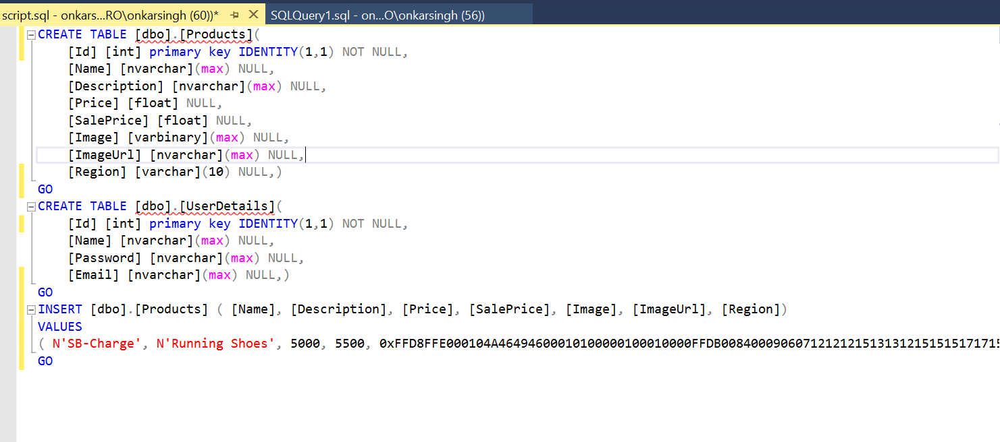 script.sql - onkars...RO\onkarsingh (60))* SQLQuery1.sql - on...O\onkarsingh (56))
CREATE TABLE [dbo].[Products](
[Id] [int] primary key IDENTITY(1,1) NOT NULL,
[Name] [nvarchar](max) NULL,
[Description] [nvarchar](max) NULL,
[Price] [float] NULL,
[SalePrice] [float] NULL,
[Image] [varbinary](max) NULL,
[ImageUrl] [nvarchar](max) NULL,
[Region] [varchar](10) NULL,)
GO
CREATE TABLE [dbo].[UserDetails](
[Id] [int] primary key IDENTITY(1,1) NOT NULL,
[Name] [nvarchar](max) NULL,
[Password] [nvarchar](max) NULL,
[Email] [nvarchar](max) NULL,)
GO
INSERT [dbo].[Products] ( [Name], [Description], [Price], [SalePrice], [Image], [ImageUrl], [Region])
VALUES
( N'SB-Charge', N'Running Shoes', 5000, 5500, 0xFFD8FFE000104A46494600010100000100010000FFDB00840009060712121215131312151515171715
GO